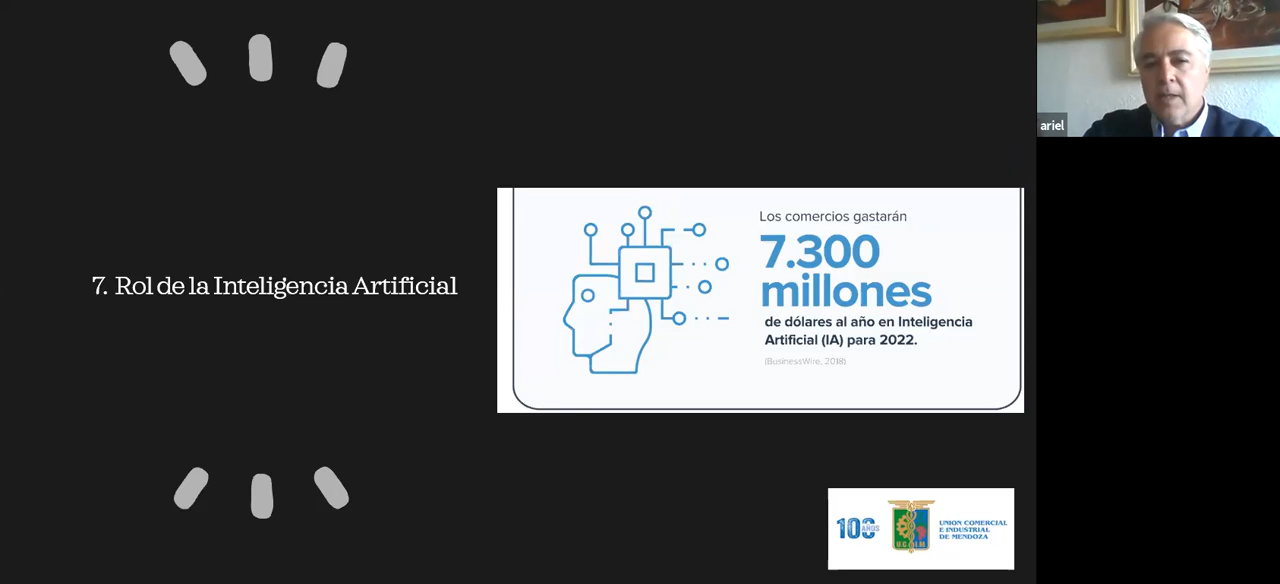 ariel
7. Rol de la Inteligencia Artificial
Los comercios gastarán
7.300
millones
de dólares al año en Inteligencia
Artificial (IA) para 2022.
(BusinessWire, 2018)
100 AÑOS
UNION COMERCIAL
E INDUSTRIAL
DE MENDOZA